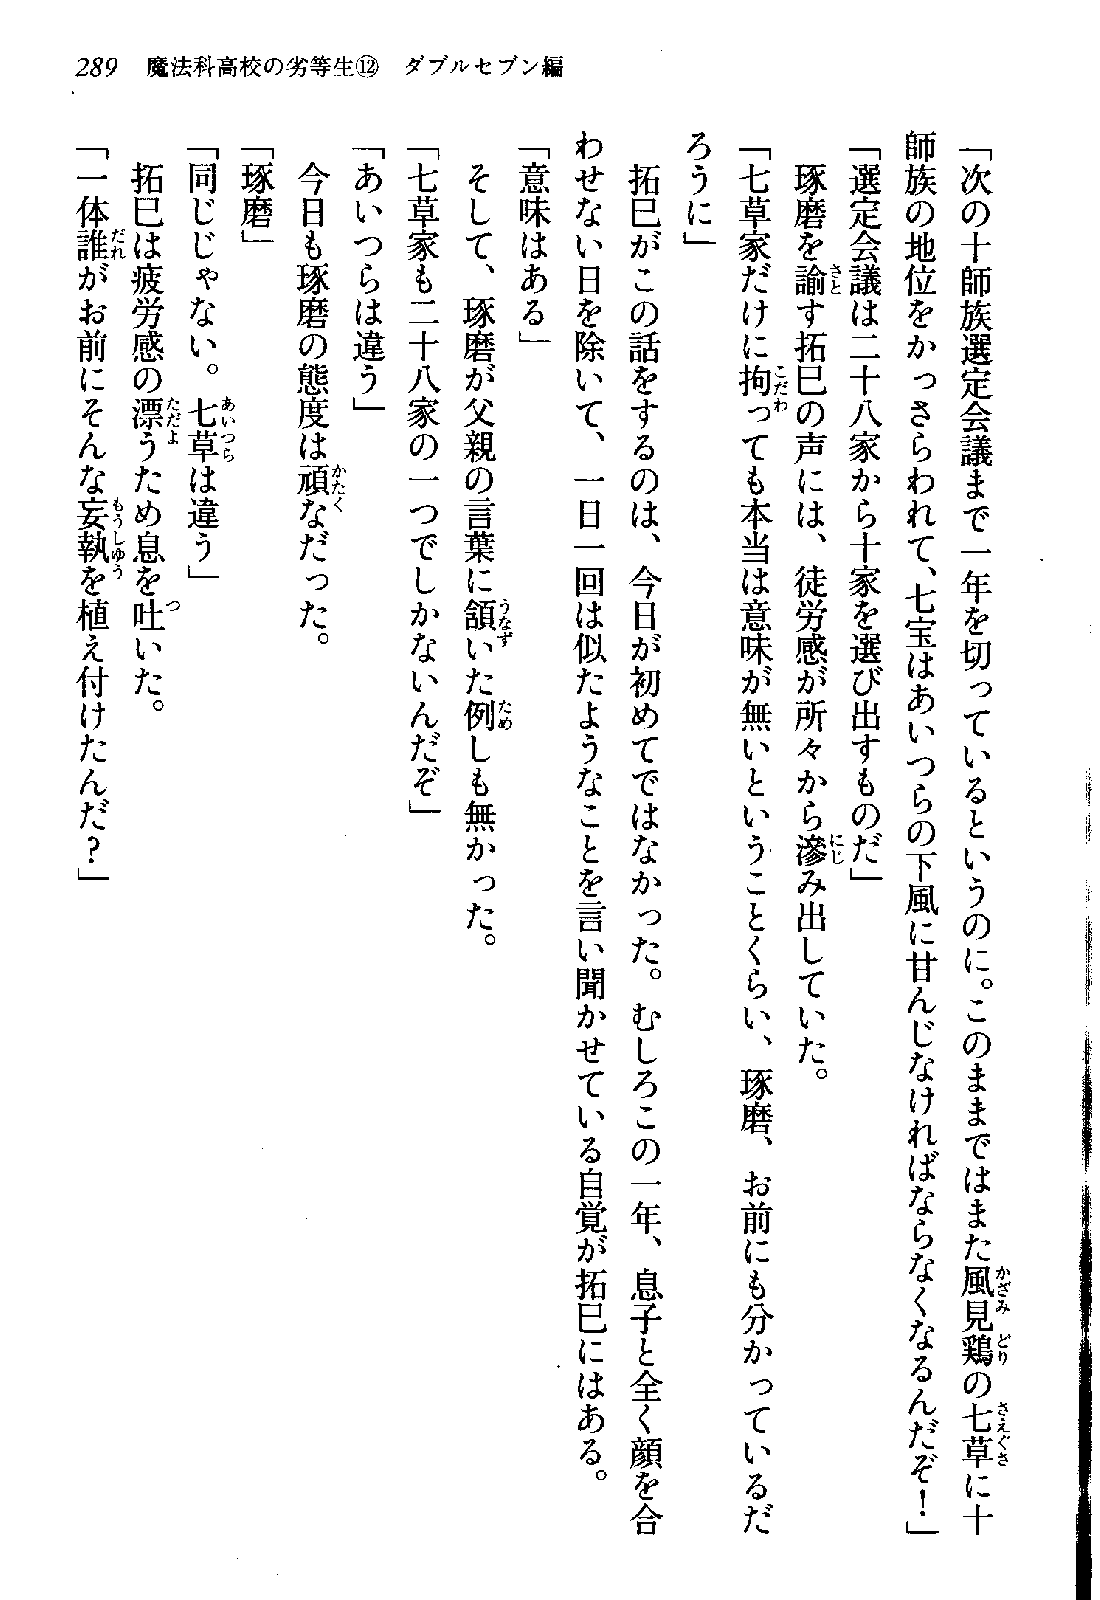 289 魔法科高校の劣等生⑫ ダブルセブン編
「次の十師族選定会議まで一年を切っているというのに。このままではまた風見鶏の七草に十
師族の地位をかっさらわれて、七宝はあいつらの下風に甘んじなければならなくなるんだぞ！」
「選定会議は二十八家から十家を選び出すものだ」
琢磨を諭す拓巳の声には、徒労感が所々から滲み出していた。
「七草家だけに拘っても本当は意味が無いということくらい、琢磨、お前にも分かっているだ
ろうに」
拓巳がこの話をするのは、今日が初めてではなかった。むしろこの一年、息子と全く顔を合
わせない日を除いて、一日一回は似たようなことを言い聞かせている自覚が拓巳にはある。
「意味はある」
そして、琢磨が父親の言葉に頷いた例しも無かった。
「七草家も二十八家の一つでしかないんだぞ」
「あいつらは違う」
今日も琢磨の態度は頑なだった。
「琢磨」
「同じじゃない。七草は違う」
拓巳は疲労感の漂うため息を吐いた。
「一体誰がお前にそんな妄執を植え付けたんだ？」